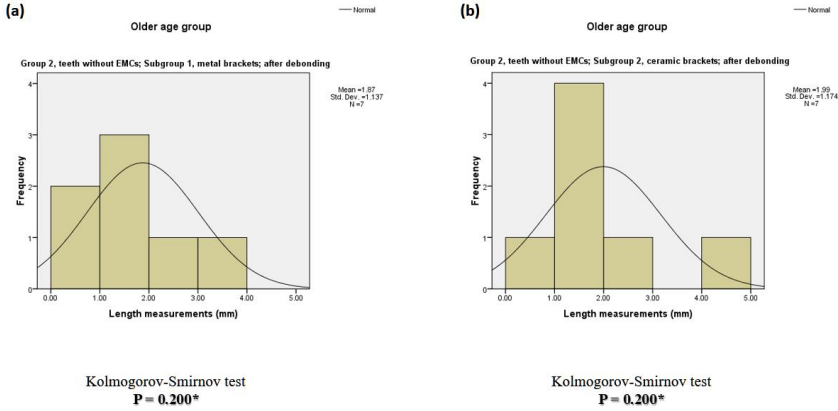 (a)
Normal
Older age group
Group 2, teeth without EMCs; Subgroup 1, metal brackets; after debonding
Mean =1.87
Std. Dev. =1.137
N =7
Frequency
4
3
2
1
0
0.00 1.00 2.00 3.00 4.00 5.00
Length measurements (mm)
Kolmogorov-Smirnov test
P = 0.200*
(b)
Normal
Older age group
Group 2, teeth without EMCs; Subgroup 2, ceramic brackets; after debonding
Mean =1.99
Std. Dev. =1.174
N =7
Frequency
4
3
2
1
0
0.00 1.00 2.00 3.00 4.00 5.00
Length measurements (mm)
Kolmogorov-Smirnov test
P = 0.200*